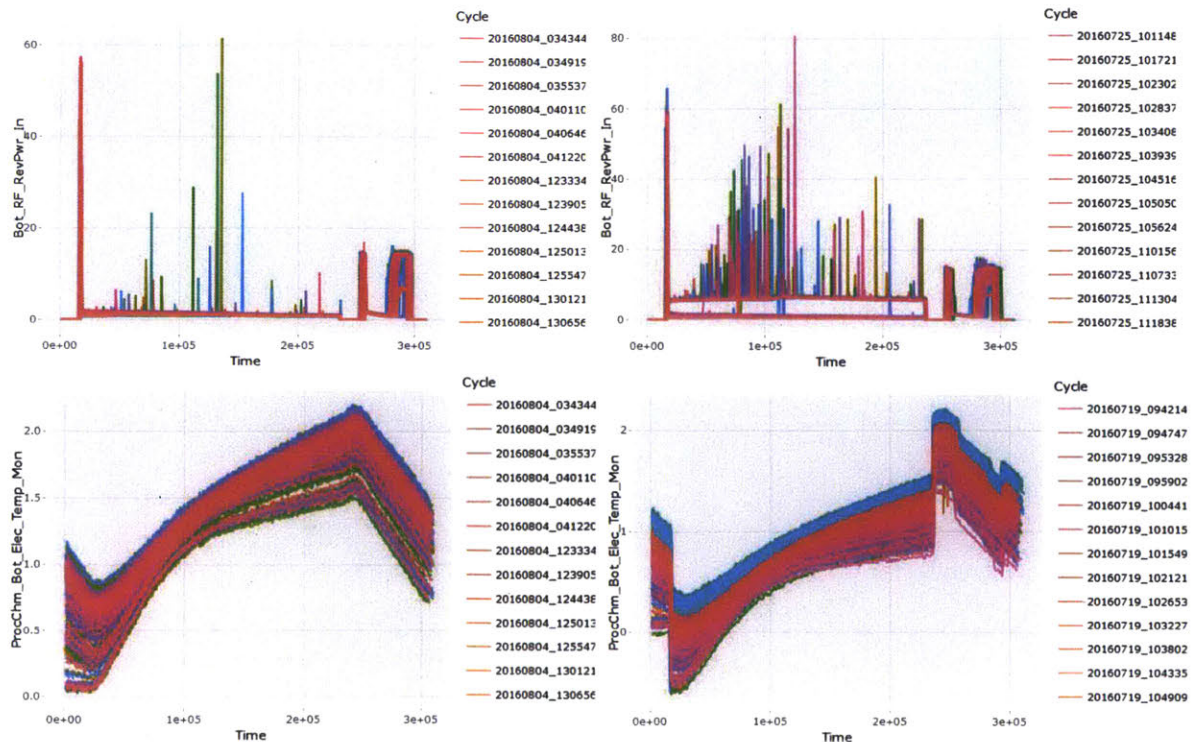 Cycle
60
40
20
0
Bot_RF_RevPwr_In
0e+00
1e+05
2e+05
3e+05
Time
20160804_034344
20160804_034919
20160804_035537
20160804_04011C
20160804_040646
20160804_04122C
20160804_123334
20160804_123905
20160804_124438
20160804_125013
20160804_125547
20160804_130121
20160804_130656
Cycle
80
60
40
20
0
Bot_RF_RevPwr_In
0e+00
1e+05
2e+05
3e+05
Time
20160725_101148
20160725_101721
20160725_102302
20160725_102837
20160725_103408
20160725_103939
20160725_104516
20160725_10505C
20160725_105624
20160725_110156
20160725_110733
20160725_111304
20160725_111838
Cycle
2.0
1.5
1.0
0.5
0.0
ProcChm_Bot_Elec_Temp_Mon
0e+00
1e+05
2e+05
3e+05
Time
20160804_034344
20160804_034919
20160804_035537
20160804_04011C
20160804_040646
20160804_04122C
20160804_123334
20160804_123905
20160804_124438
20160804_125013
20160804_125547
20160804_130121
20160804_130656
Cycle
2
1
0
ProcChm_Bot_Elec_Temp_Mon
0e+00
1e+05
2e+05
3e+05
Time
20160719_094214
20160719_094747
20160719_095328
20160719_095902
20160719_100441
20160719_101015
20160719_101549
20160719_102121
20160719_102653
20160719_103227
20160719_103802
20160719_104335
20160719_104909